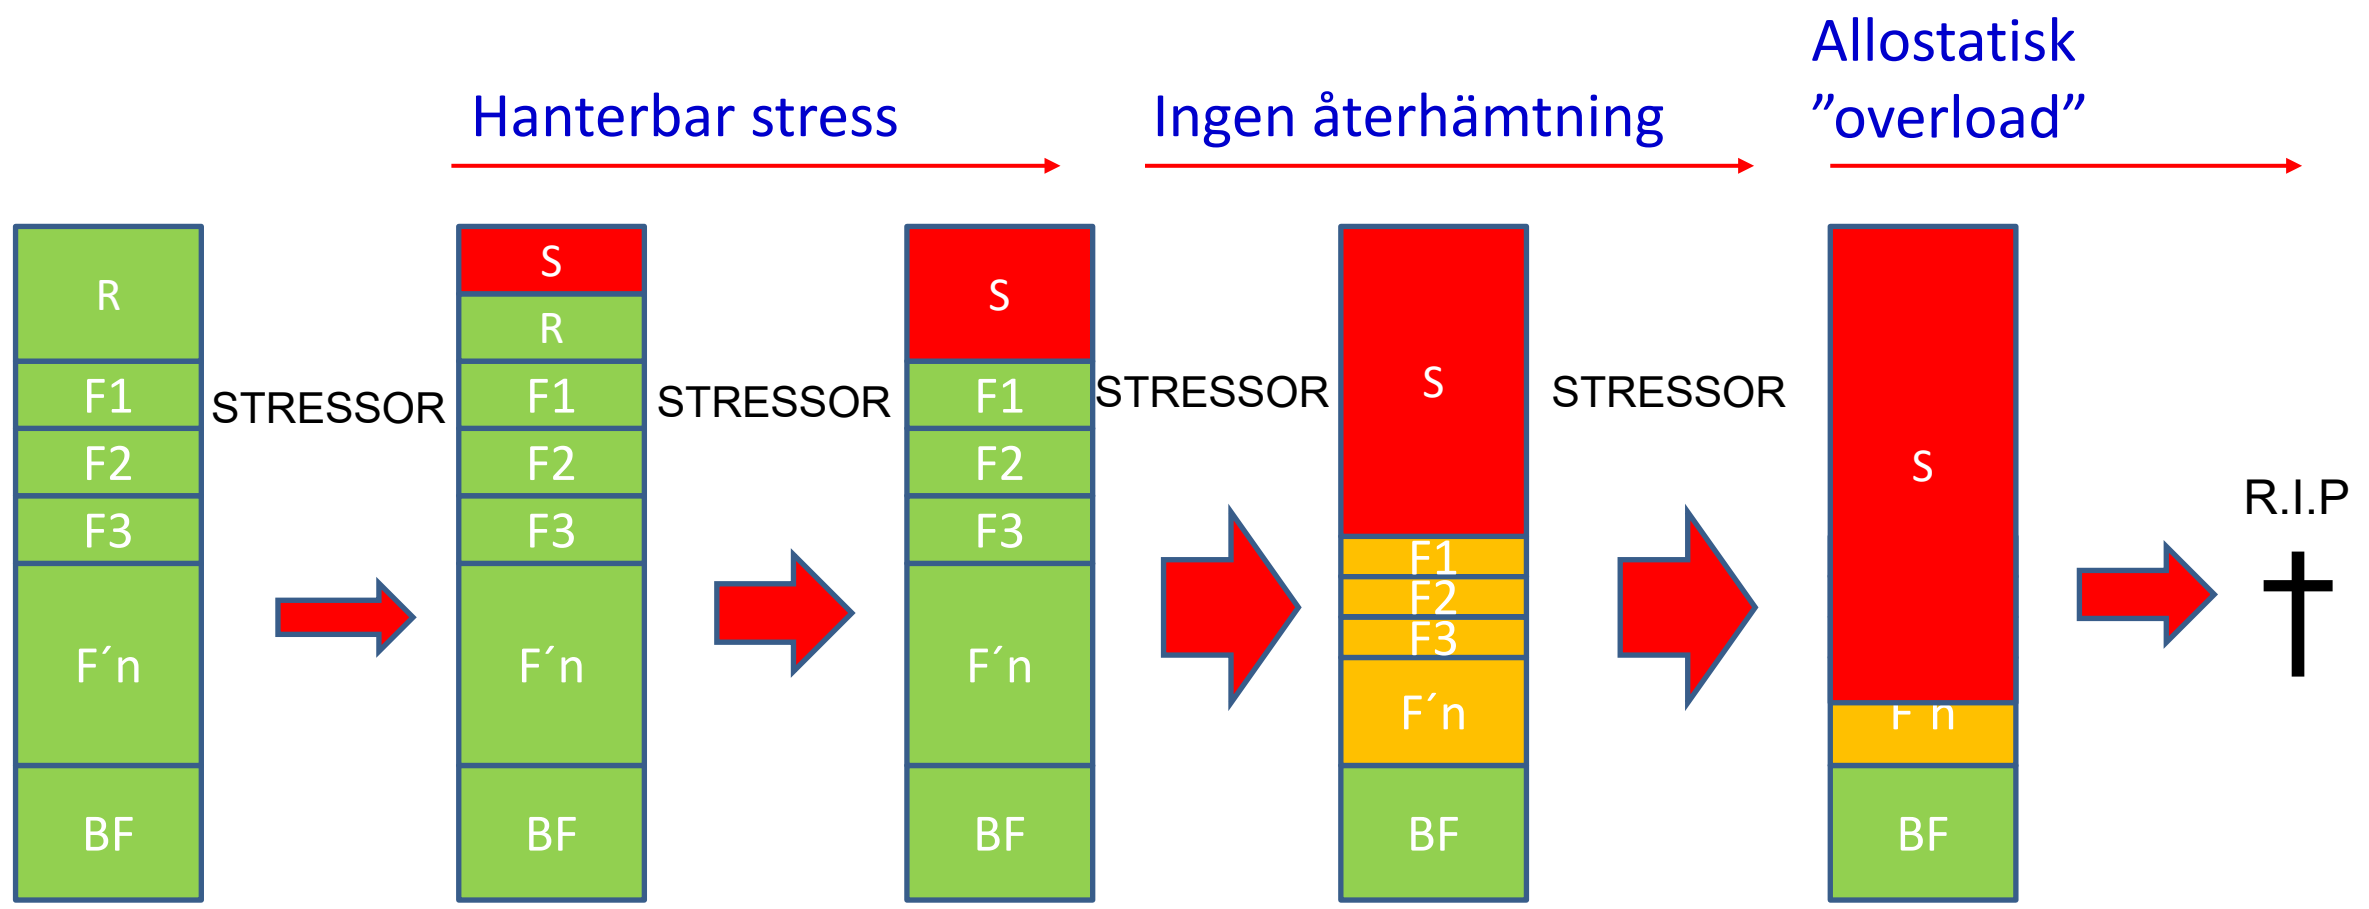 Allostatisk
”overload”
Hanterbar stress
Ingen återhämtning
R
F1
F2
F3
F´n
BF
STRESSOR
S
R
F1
F2
F3
F´n
BF
STRESSOR
S
F1
F2
F3
F´n
BF
STRESSOR
S
F1
F2
F3
F´n
BF
STRESSOR
S
F´n
BF
R.I.P